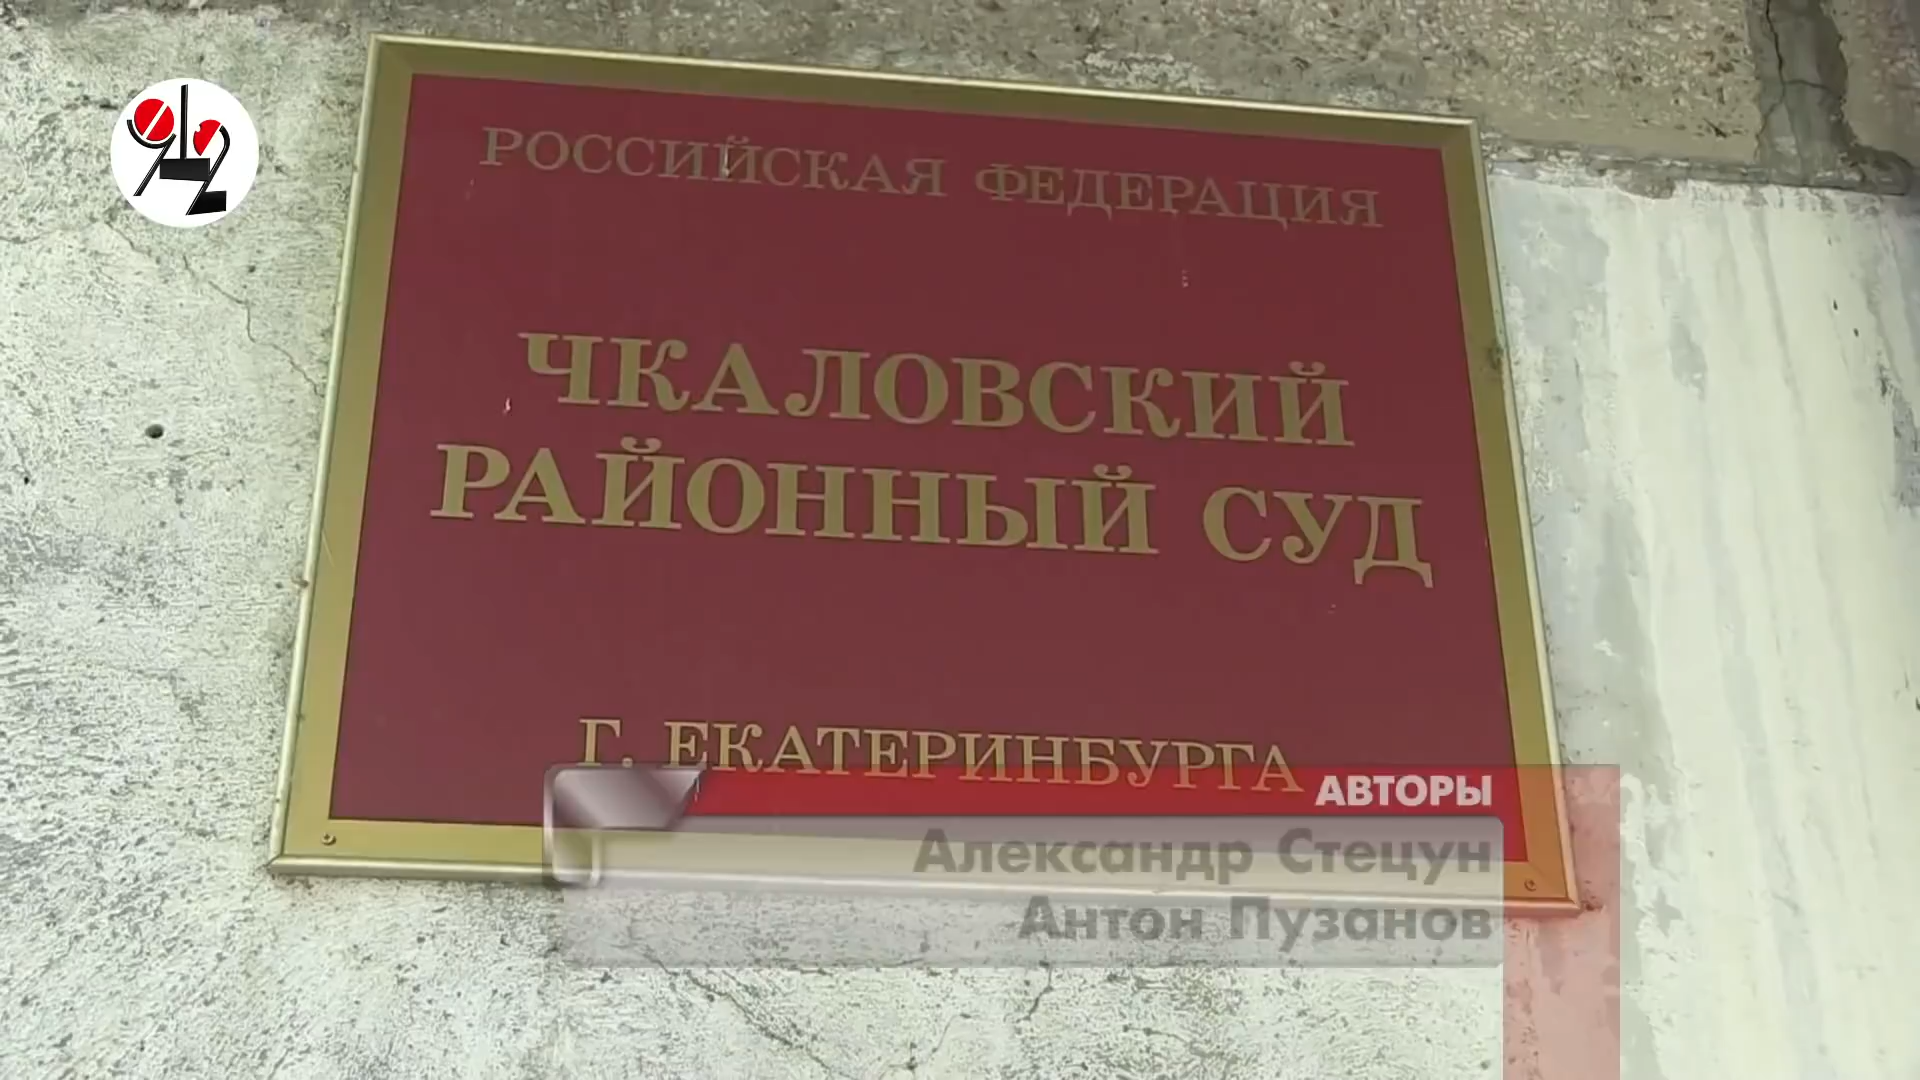 РОССИЙСКАЯ ФЕДЕРАЦИЯ
ЧКАЛОВСКИЙ
РАЙОННЫЙ СУД
Г. ЕКАТЕРИНБУРГА
АВТОРЫ
Александр Стецун
Антон Пузанов